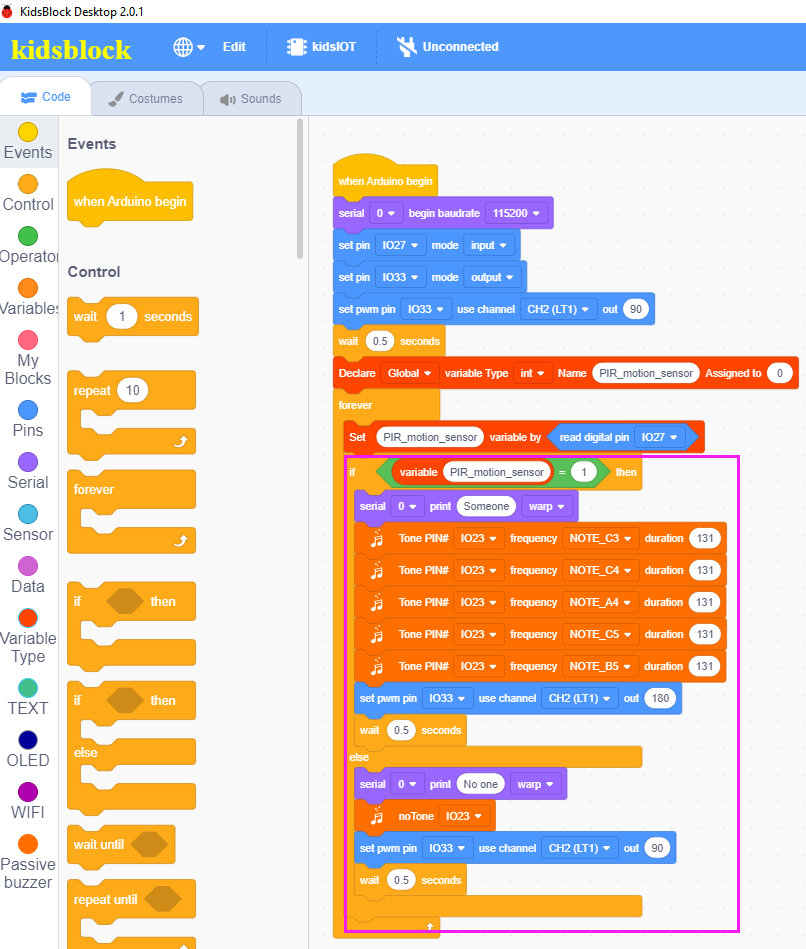 KidsBlock Desktop 2.0.1
kidsblock Edit kidsIOT Unconnected
Code Costumes Sounds
Events
Control
Operator
Variables
My
Blocks
Pins
Serial
Sensor
Data
Variable
Type
TEXT
OLED
WIFI
Passive
buzzer
Events
when Arduino begin
Control
wait 1 seconds
repeat 10
forever
if then
if then
else
wait until
repeat until
when Arduino begin
serial 0 begin baudrate 115200
set pin IO27 mode input
set pin IO33 mode output
set pwm pin IO33 use channel CH2 (LT1) out 90
wait 0.5 seconds
Declare Global variable Type int Name PIR_motion_sensor Assigned to 0
forever
Set PIR_motion_sensor variable by read digital pin IO27
if variable PIR_motion_sensor = 1 then
serial 0 print Someone warp
Tone PIN# IO23 frequency NOTE_C3 duration 131
Tone PIN# IO23 frequency NOTE_C4 duration 131
Tone PIN# IO23 frequency NOTE_A4 duration 131
Tone PIN# IO23 frequency NOTE_C5 duration 131
Tone PIN# IO23 frequency NOTE_B5 duration 131
set pwm pin IO33 use channel CH2 (LT1) out 180
wait 0.5 seconds
else
serial 0 print No one warp
noTone IO23
set pwm pin IO33 use channel CH2 (LT1) out 90
wait 0.5 seconds